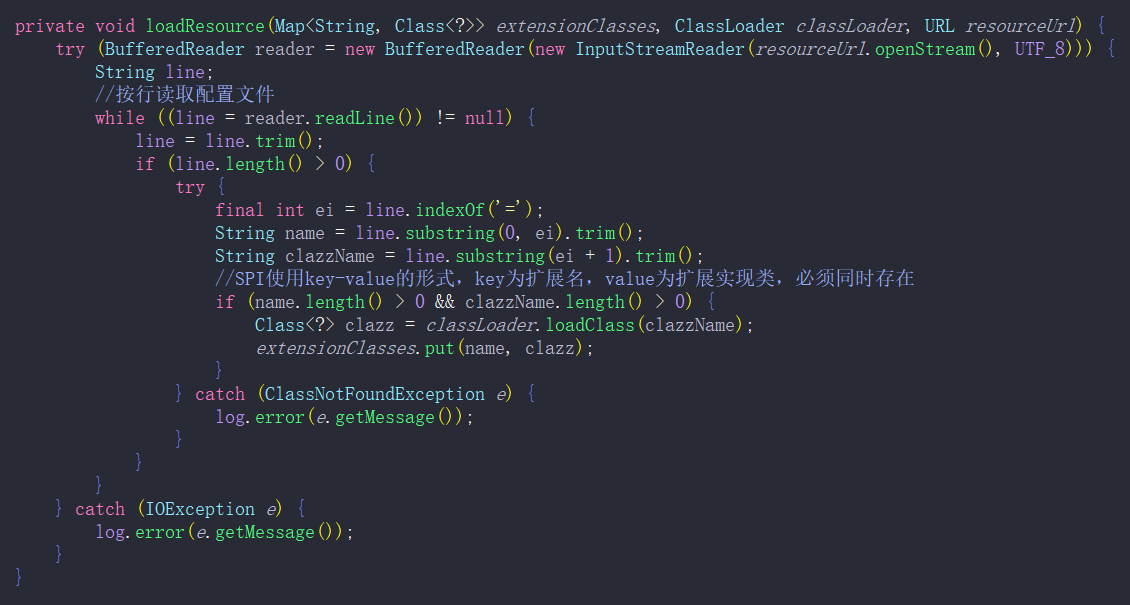 private void loadResource(Map<String, Class<?>> extensionClasses, ClassLoader classLoader, URL resourceUrl) {
    try (BufferedReader reader = new BufferedReader(new InputStreamReader(resourceUrl.openStream(), UTF_8))) {
        String line;
        //按行读取配置文件
        while ((line = reader.readLine()) != null) {
            line = line.trim();
            if (line.length() > 0) {
                try {
                    final int ei = line.indexOf('=');
                    String name = line.substring(0, ei).trim();
                    String clazzName = line.substring(ei + 1).trim();
                    //SPI使用key-value的形式，key为扩展名，value为扩展实现类，必须同时存在
                    if (name.length() > 0 && clazzName.length() > 0) {
                        Class<?> clazz = classLoader.loadClass(clazzName);
                        extensionClasses.put(name, clazz);
                    }
                } catch (ClassNotFoundException e) {
                    log.error(e.getMessage());
                }
            }
        }
    } catch (IOException e) {
        log.error(e.getMessage());
    }
}